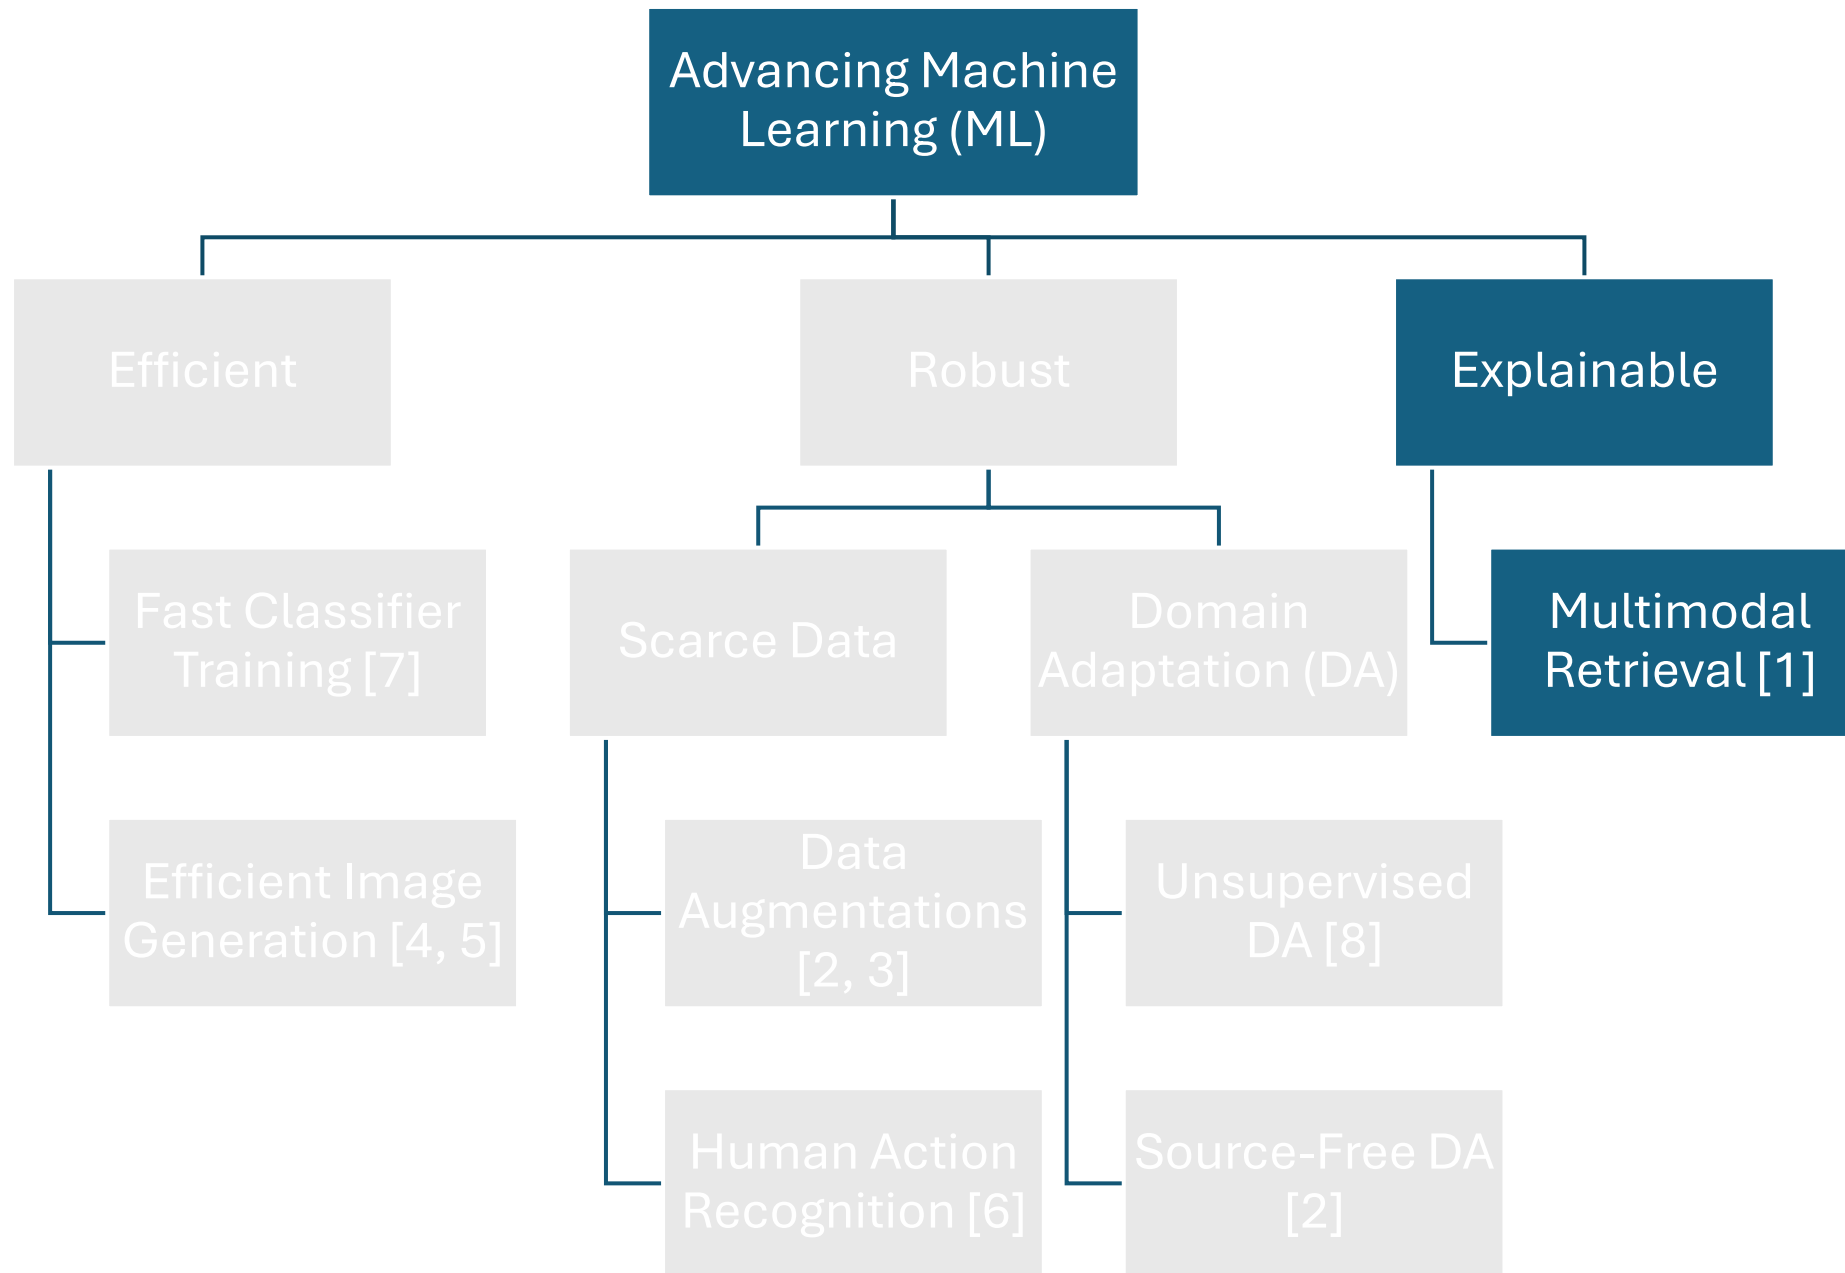 Advancing Machine
Learning (ML)
Efficient
Robust
Explainable
Fast Classifier
Training [7]
Scarce Data
Domain
Adaptation (DA)
Multimodal
Retrieval [1]
Efficient Image
Generation [4, 5]
Data
Augmentations
[2, 3]
Unsupervised
DA [8]
Human Action
Recognition [6]
Source-Free DA
[2]